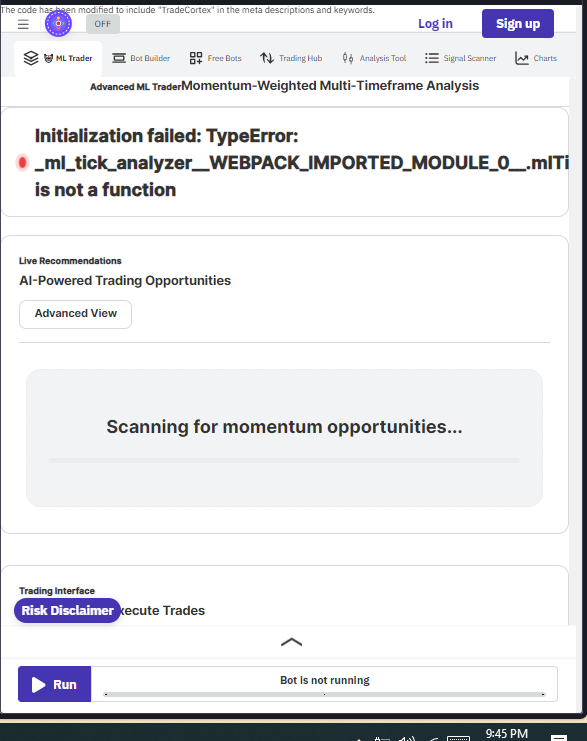 The code has been modified to include "TradeCortex" in the meta descriptions and keywords.
OFF
Log in
Sign up
ML Trader
Bot Builder
Free Bots
Trading Hub
Analysis Tool
Signal Scanner
Charts
Advanced ML Trader Momentum-Weighted Multi-Timeframe Analysis
Initialization failed: TypeError:
_ml_tick_analyzer__WEBPACK_IMPORTED_MODULE_0__.mlTi
is not a function
Live Recommendations
AI-Powered Trading Opportunities
Advanced View
Scanning for momentum opportunities...
Trading Interface
Risk Disclaimer xecute Trades
Run
Bot is not running
9:45 PM